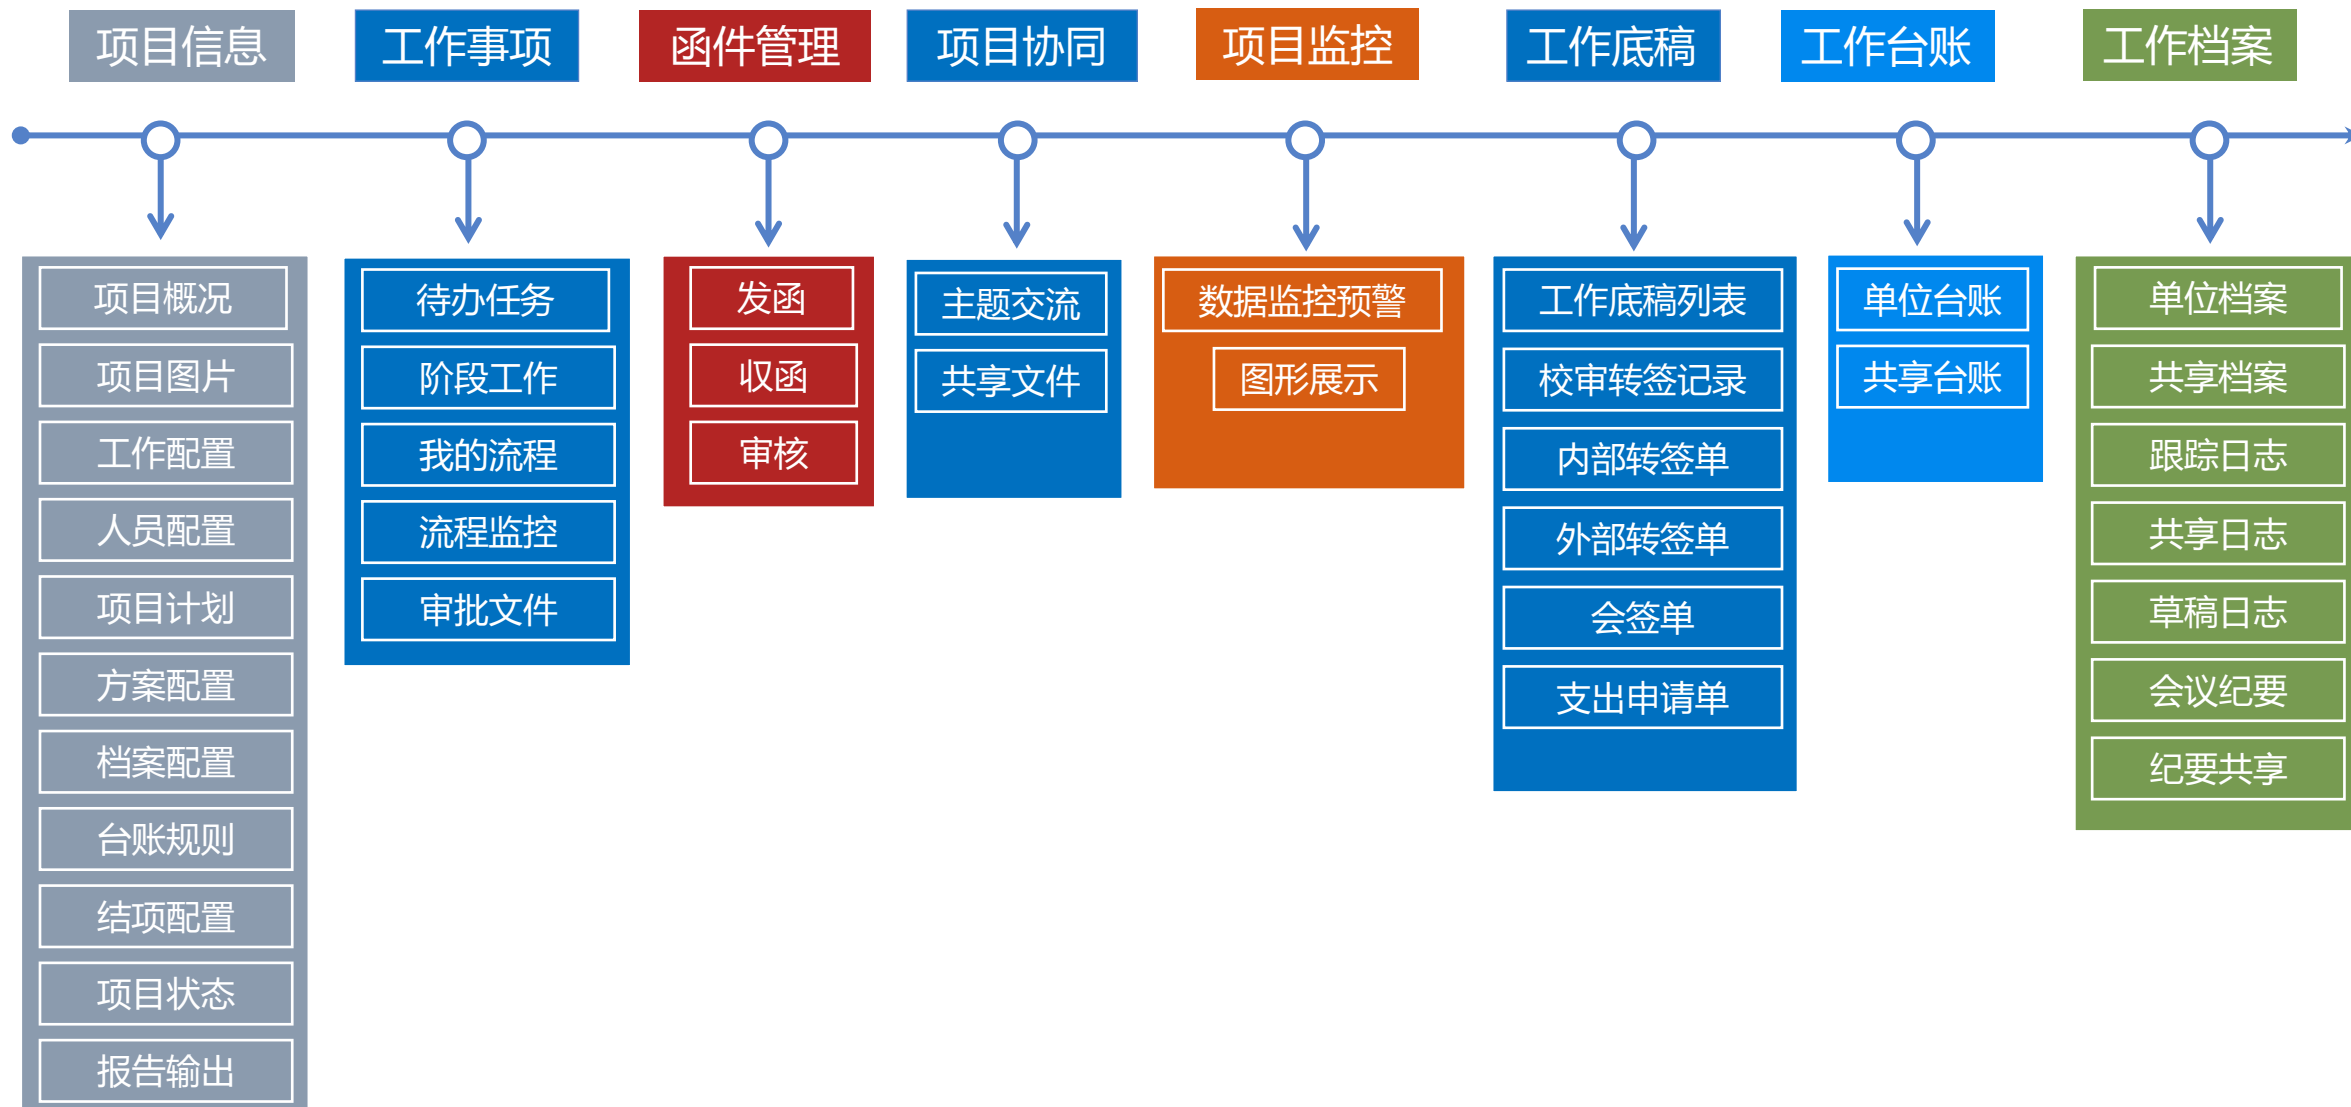 项目信息
工作事项
函件管理
项目协同
项目监控
工作底稿
工作台账
工作档案
项目概况
项目图片
工作配置
人员配置
项目计划
方案配置
档案配置
台账规则
结项配置
项目状态
报告输出
待办任务
阶段工作
我的流程
流程监控
审批文件
发函
收函
审核
主题交流
共享文件
数据监控预警
图形展示
工作底稿列表
校审转签记录
内部转签单
外部转签单
会签单
支出申请单
单位台账
共享台账
单位档案
共享档案
跟踪日志
共享日志
草稿日志
会议纪要
纪要共享